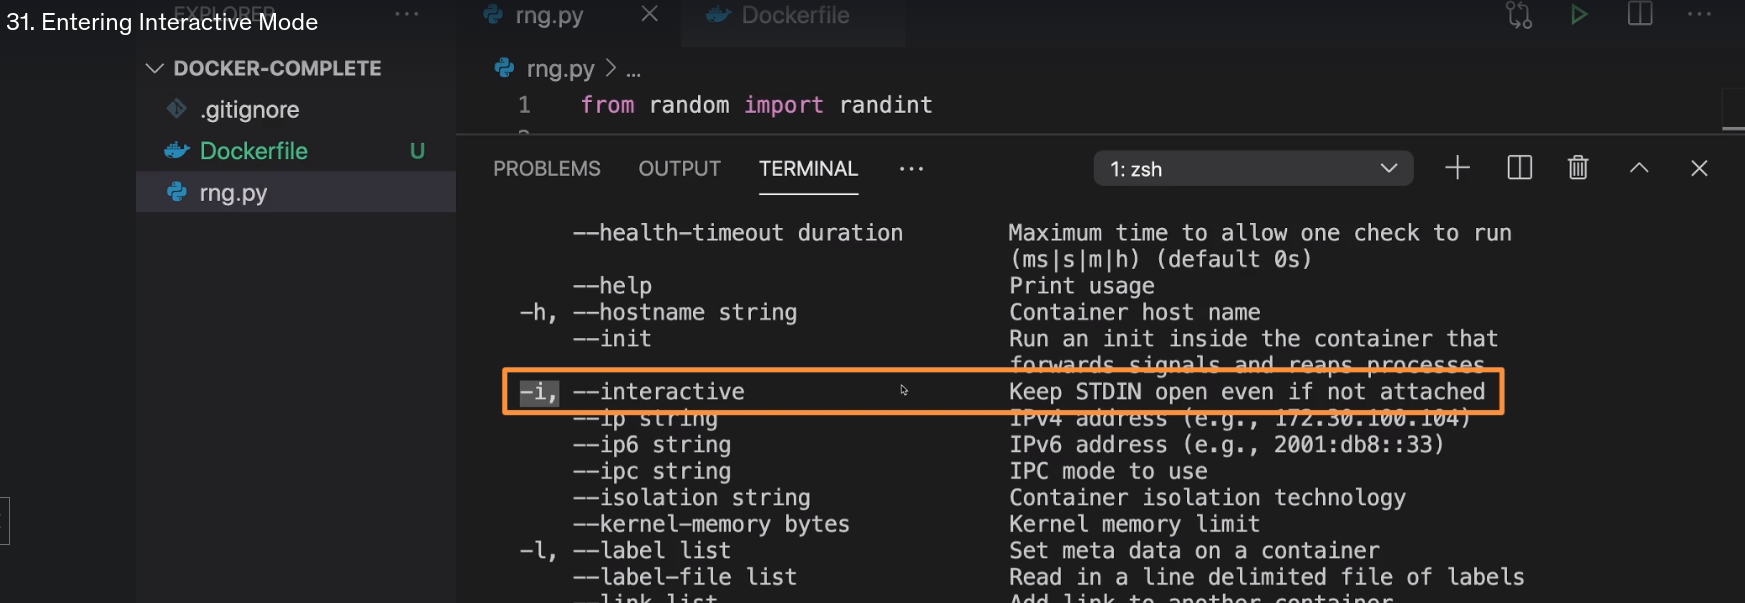 31. Entering Interactive Mode
EXPLORER
rng.py
Dockerfile
DOCKER-COMPLETE
.gitignore
Dockerfile U
rng.py
rng.py > ...
1 from random import randint
2
PROBLEMS OUTPUT TERMINAL ... 1: zsh
--health-timeout duration Maximum time to allow one check to run
(ms|s|m|h) (default 0s)
--help Print usage
-h, --hostname string Container host name
--init Run an init inside the container that
forwards signals and reaps processes
-i, --interactive Keep STDIN open even if not attached
--ip string IPv4 address (e.g., 172.30.100.104)
--ip6 string IPv6 address (e.g., 2001:db8::33)
--ipc string IPC mode to use
--isolation string Container isolation technology
--kernel-memory bytes Kernel memory limit
-l, --label list Set meta data on a container
--label-file list Read in a line delimited file of labels
--link list Add link to another container